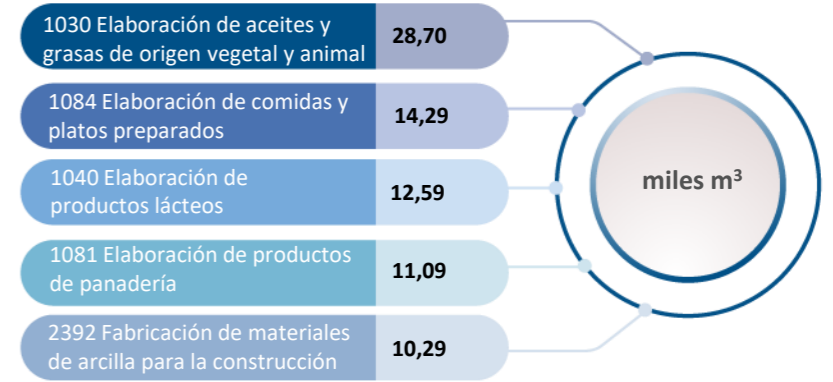 1030 Elaboración de aceites y
grasas de origen vegetal y animal
28,70
1084 Elaboración de comidas y
platos preparados
14,29
1040 Elaboración de
productos lácteos
12,59
1081 Elaboración de productos
de panadería
11,09
2392 Fabricación de materiales
de arcilla para la construcción
10,29
miles m³